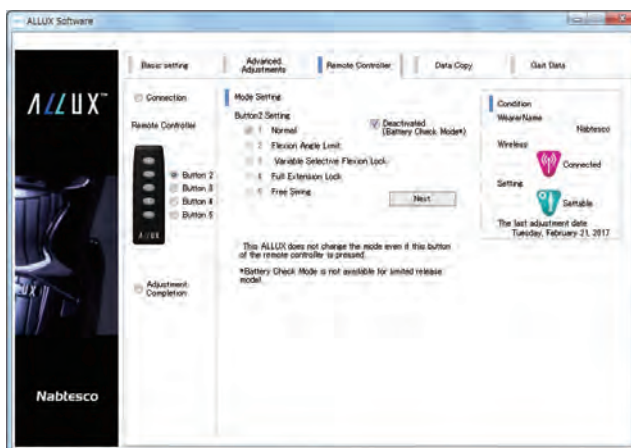 ALLUX Software
Basic setting
Advanced Adjustments
Remote Controller
Data Copy
Gait Data
ALLUX™
Connection
Remote Controller
Button 2
Button 3
Button 4
Button 5
ALLUX
Adjustment Completion
Nabtesco
Mode Setting
Button2 Setting
1 Normal
2 Flexion Angle Limit
3 Variable Selective Flexion Lock
4 Full Extension Lock
5 Free Swing
Deactivated
(Battery Check Mode*)
Next
This ALLUX does not change the mode even if this button
of the remote controller is pressed.
*Battery Check Mode is not available for limited release
model.
Condition
WearerName
Nabtesco
Wireless
Connected
Setting
Settable
The last adjustment date
Tuesday, February 21, 2017